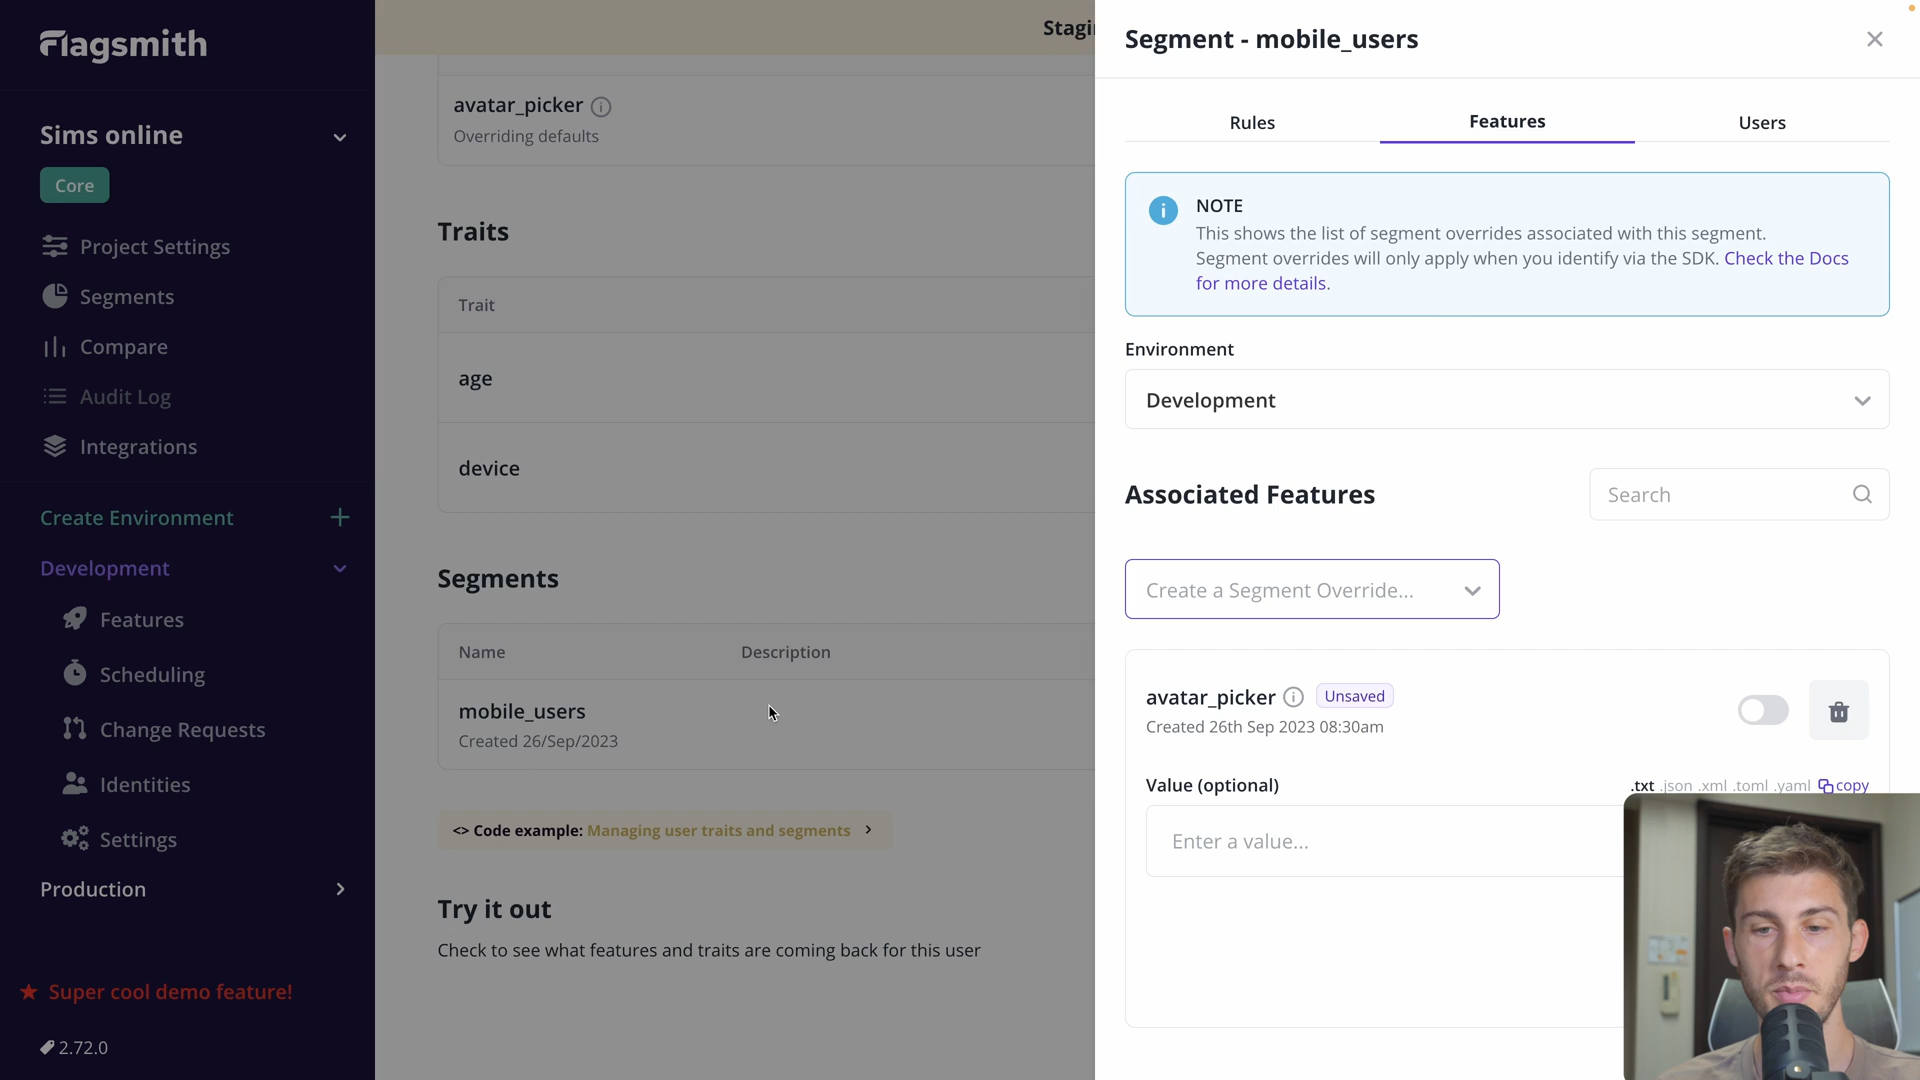 Flagsmith
Sims online
Core
Project Settings
Segments
Compare
Audit Log
Integrations
Create Environment
Development
Features
Scheduling
Change Requests
Identities
Settings
Production
Super cool demo feature!
2.72.0
avatar_picker
Overriding defaults
Traits
Trait
age
device
Segments
Name Description
mobile_users
Created 26/Sep/2023
<> Code example: Managing user traits and segments
Try it out
Check to see what features and traits are coming back for this user
Segment - mobile_users
Rules Features Users
NOTE
This shows the list of segment overrides associated with this segment.
Segment overrides will only apply when you identify via the SDK. Check the Docs
for more details.
Environment
Development
Associated Features
Search
Create a Segment Override...
avatar_picker Unsaved
Created 26th Sep 2023 08:30am
Value (optional) .txt .json .xml .toml .yaml copy
Enter a value...